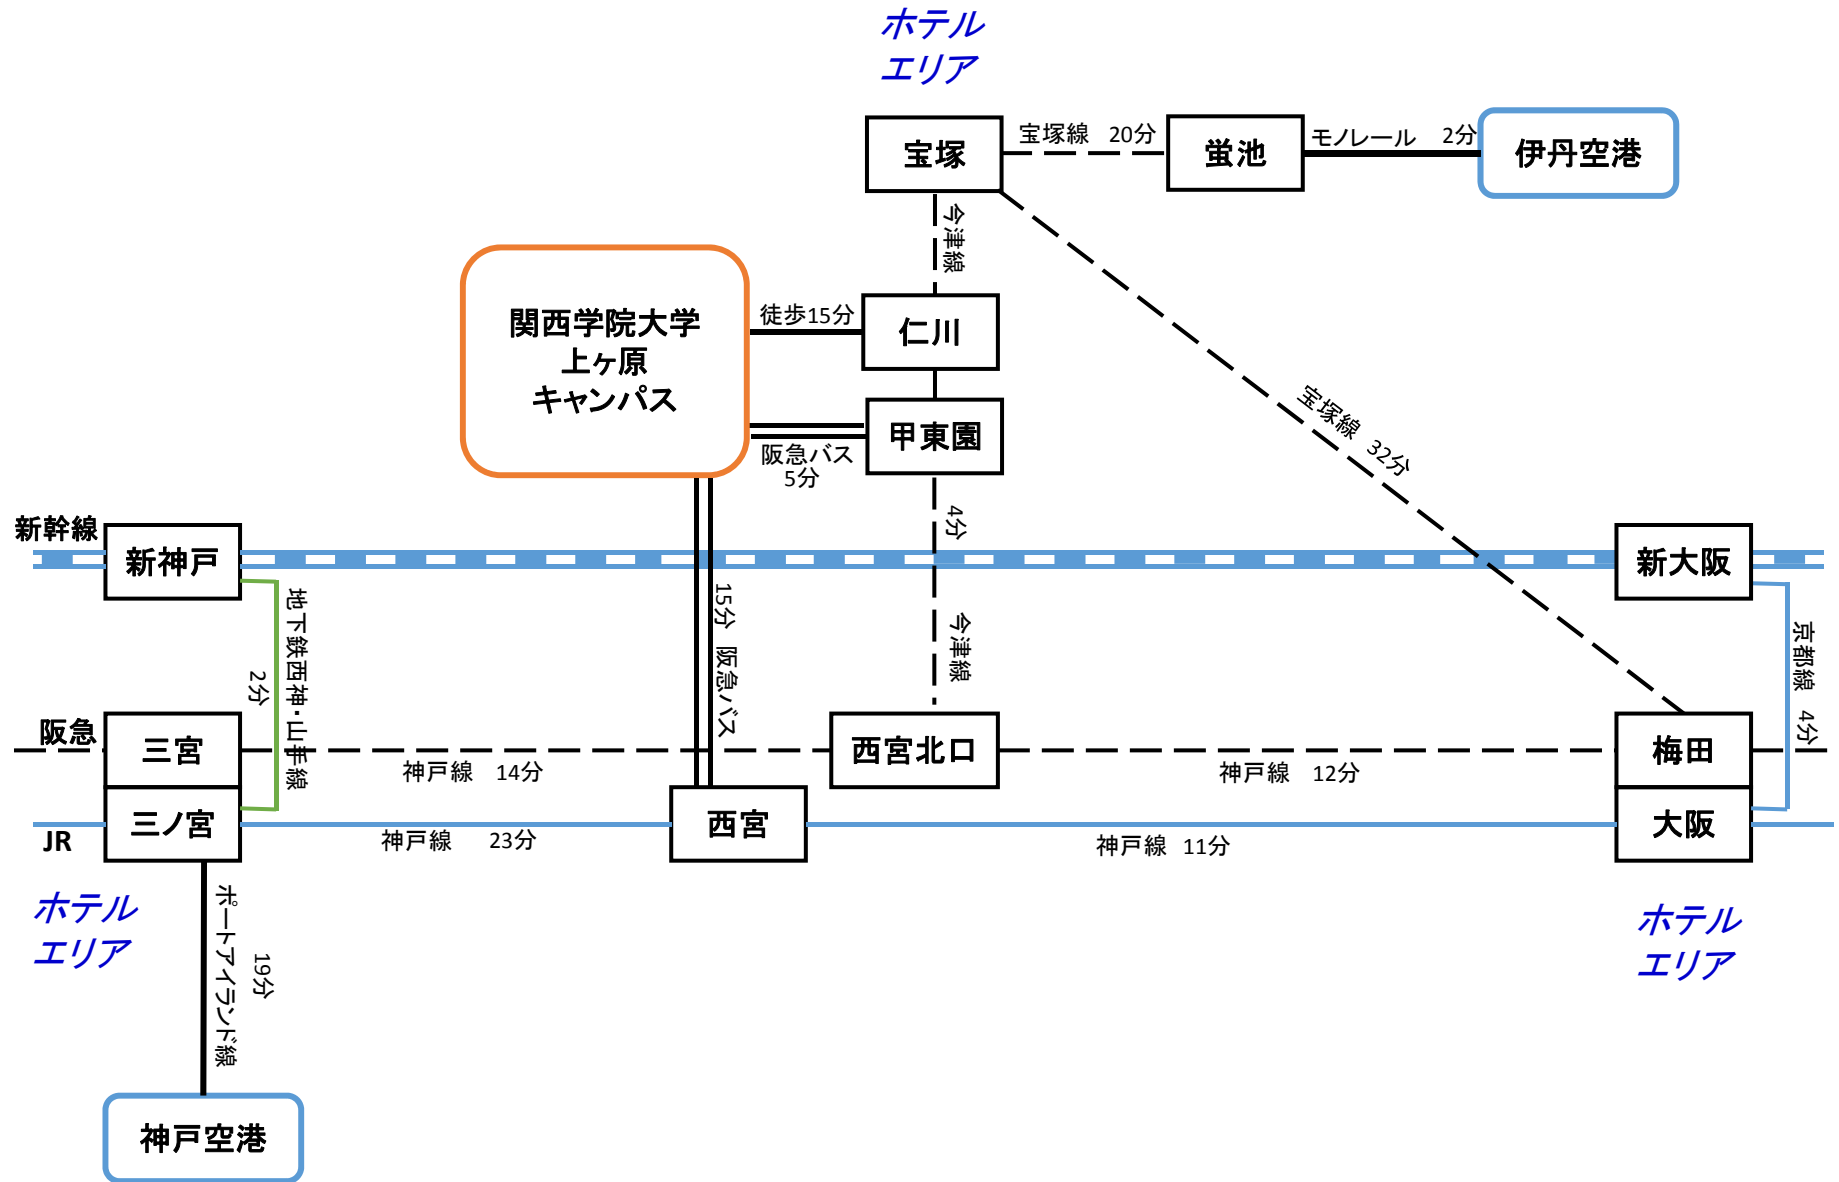 ホテル
エリア
宝塚
宝塚線 20分
蛍池
モノレール 2分
伊丹空港
今津線
関西学院大学
上ヶ原
キャンパス
徒歩15分
仁川
宝塚線 32分
阪急バス
5分
甲東園
4分
新幹線
新神戸
新大阪
地下鉄西神・山手線
2分
15分 阪急バス
今津線
京都線 4分
阪急
三宮
神戸線 14分
西宮北口
神戸線 12分
梅田
JR
三ノ宮
神戸線 23分
西宮
神戸線 11分
大阪
ホテル
エリア
ポートアイランド線
19分
ホテル
エリア
神戸空港